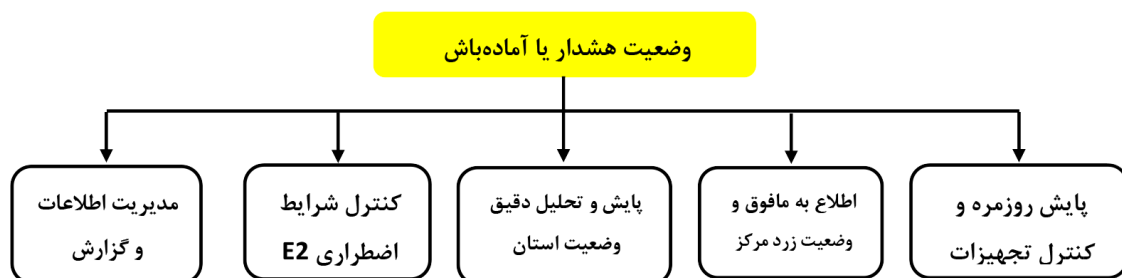 وضعیت هشدار یا آماده‌باش
پایش روزمره و
کنترل تجهیزات
اطلاع به مافوق و
وضعیت زرد مرکز
پایش و تحلیل دقیق
وضعیت استان
کنترل شرایط
اضطراری E2
مدیریت اطلاعات
و گزارش